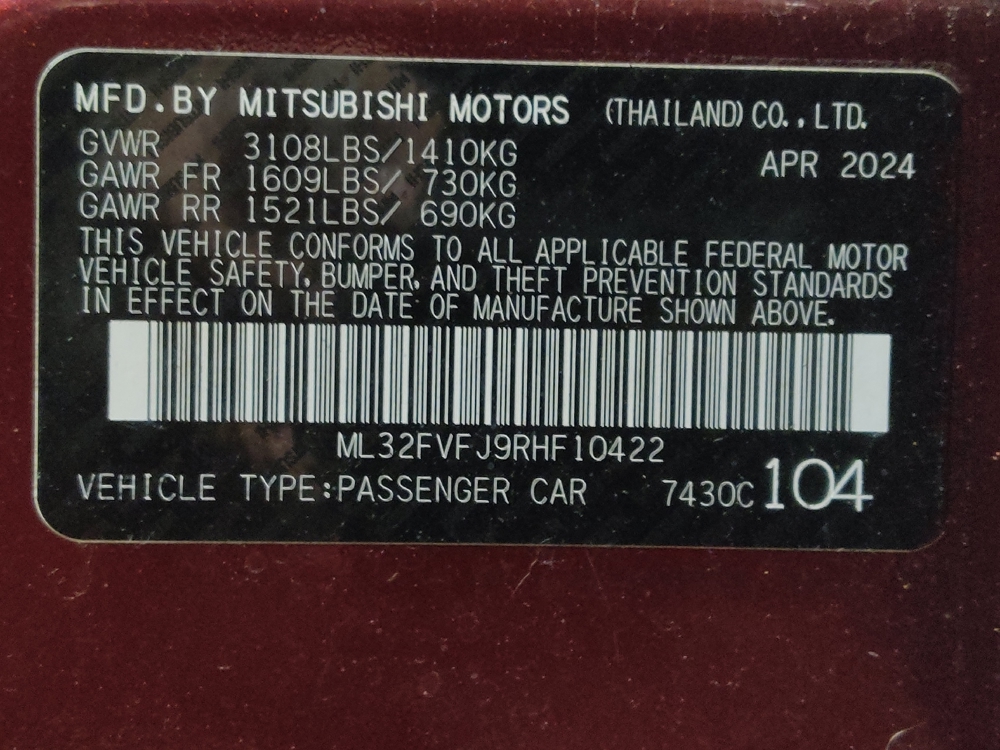 MFD.BY MITSUBISHI MOTORS (THAILAND) CO.,LTD.
GVWR 3108LBS/1410KG APR 2024
GAWR FR 1609LBS/ 730KG
GAWR RR 1521LBS/ 690KG
THIS VEHICLE CONFORMS TO ALL APPLICABLE FEDERAL MOTOR
VEHICLE SAFETY, BUMPER, AND THEFT PREVENTION STANDARDS
IN EFFECT ON THE DATE OF MANUFACTURE SHOWN ABOVE.
ML32FVFJ9RHF10422
VEHICLE TYPE:PASSENGER CAR 7430C 104